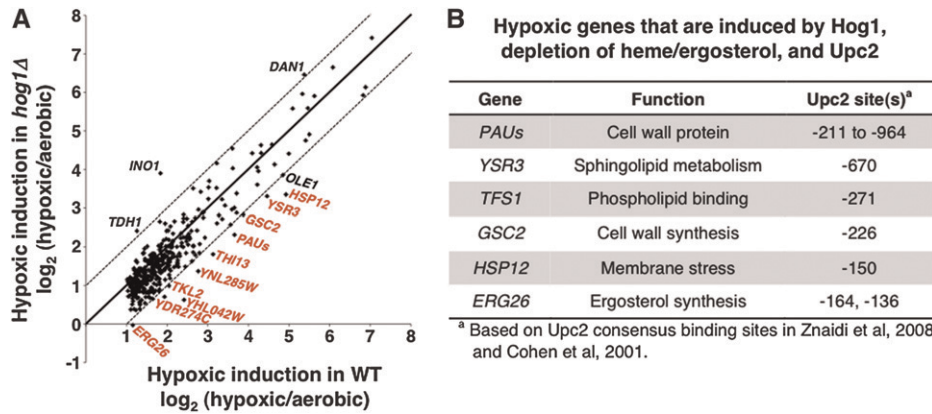 A
Hypoxic induction in hog1Δ
log2 (hypoxic/aerobic)
8
7
6
5
4
3
2
1
0
-1
1 2 3 4 5 6 7 8
DAN1
INO1
TDH1
OLE1
HSP12
YSR3
GSC2
PAUs
THI13
YNL285W
TKL2
YHL042W
YDR274C
ERG26
Hypoxic induction in WT
log2 (hypoxic/aerobic)
B
Hypoxic genes that are induced by Hog1,
depletion of heme/ergosterol, and Upc2
Gene Function Upc2 site(s)a
PAUs Cell wall protein -211 to -964
YSR3 Sphingolipid metabolism -670
TFS1 Phospholipid binding -271
GSC2 Cell wall synthesis -226
HSP12 Membrane stress -150
ERG26 Ergosterol synthesis -164, -136
a Based on Upc2 consensus binding sites in Znaidi et al, 2008
and Cohen et al, 2001.